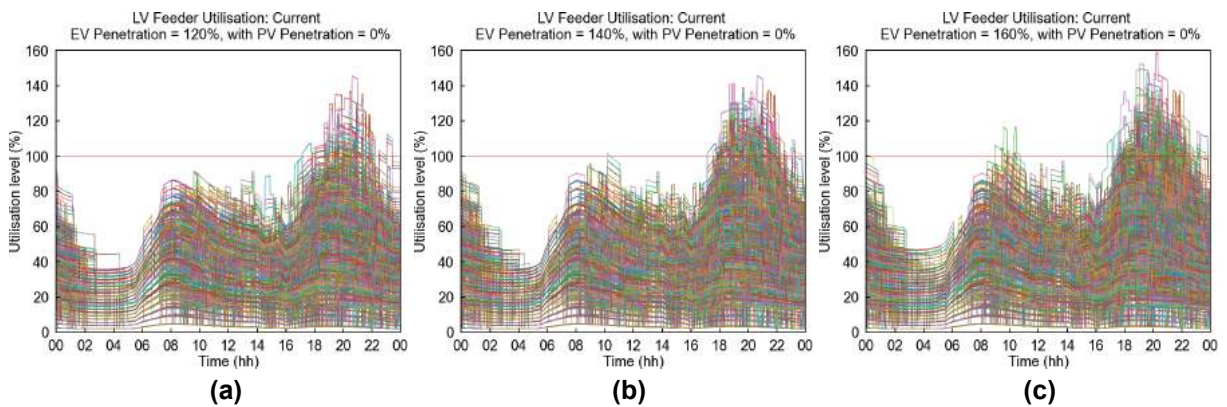 LV Feeder Utilisation: Current
EV Penetration = 120%, with PV Penetration = 0%
160
140
120
100
80
60
40
20
0
Utilisation level (%)
00 02 04 06 08 10 12 14 16 18 20 22 00
Time (hh)
(a)
LV Feeder Utilisation: Current
EV Penetration = 140%, with PV Penetration = 0%
160
140
120
100
80
60
40
20
0
Utilisation level (%)
00 02 04 06 08 10 12 14 16 18 20 22 00
Time (hh)
(b)
LV Feeder Utilisation: Current
EV Penetration = 160%, with PV Penetration = 0%
160
140
120
100
80
60
40
20
0
Utilisation level (%)
00 02 04 06 08 10 12 14 16 18 20 22 00
Time (hh)
(c)